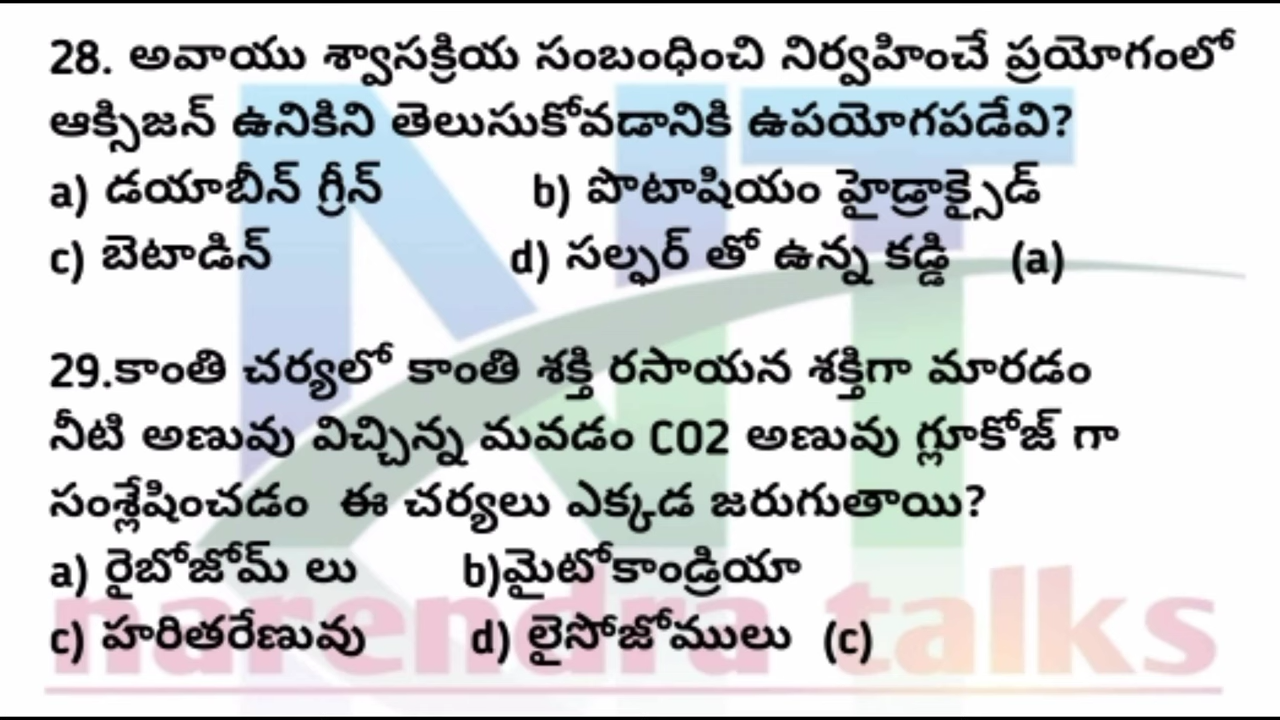 28. అవాయు శ్వాసక్రియ సంబంధించి నిర్వహించే ప్రయోగంలో
ఆక్సిజన్ ఉనికిని తెలుసుకోవడానికి ఉపయోగపడేవి?
a) డయాబీన్ గ్రీన్ b) పొటాషియం హైడ్రాక్సైడ్
c) బెటాడిన్ d) సల్ఫర్ తో ఉన్న కడ్డి (a)
29.కాంతి చర్యలో కాంతి శక్తి రసాయన శక్తిగా మారడం
నీటి అణువు విచ్ఛిన్న మవడం CO2 అణువు గ్లూకోజ్ గా
సంశ్లేషించడం ఈ చర్యలు ఎక్కడ జరుగుతాయి?
a) రైబోజోమ్ లు b)మైటోకాండ్రియా
c) హరితరేణువు d) లైసోజోములు (c)
narendra talks